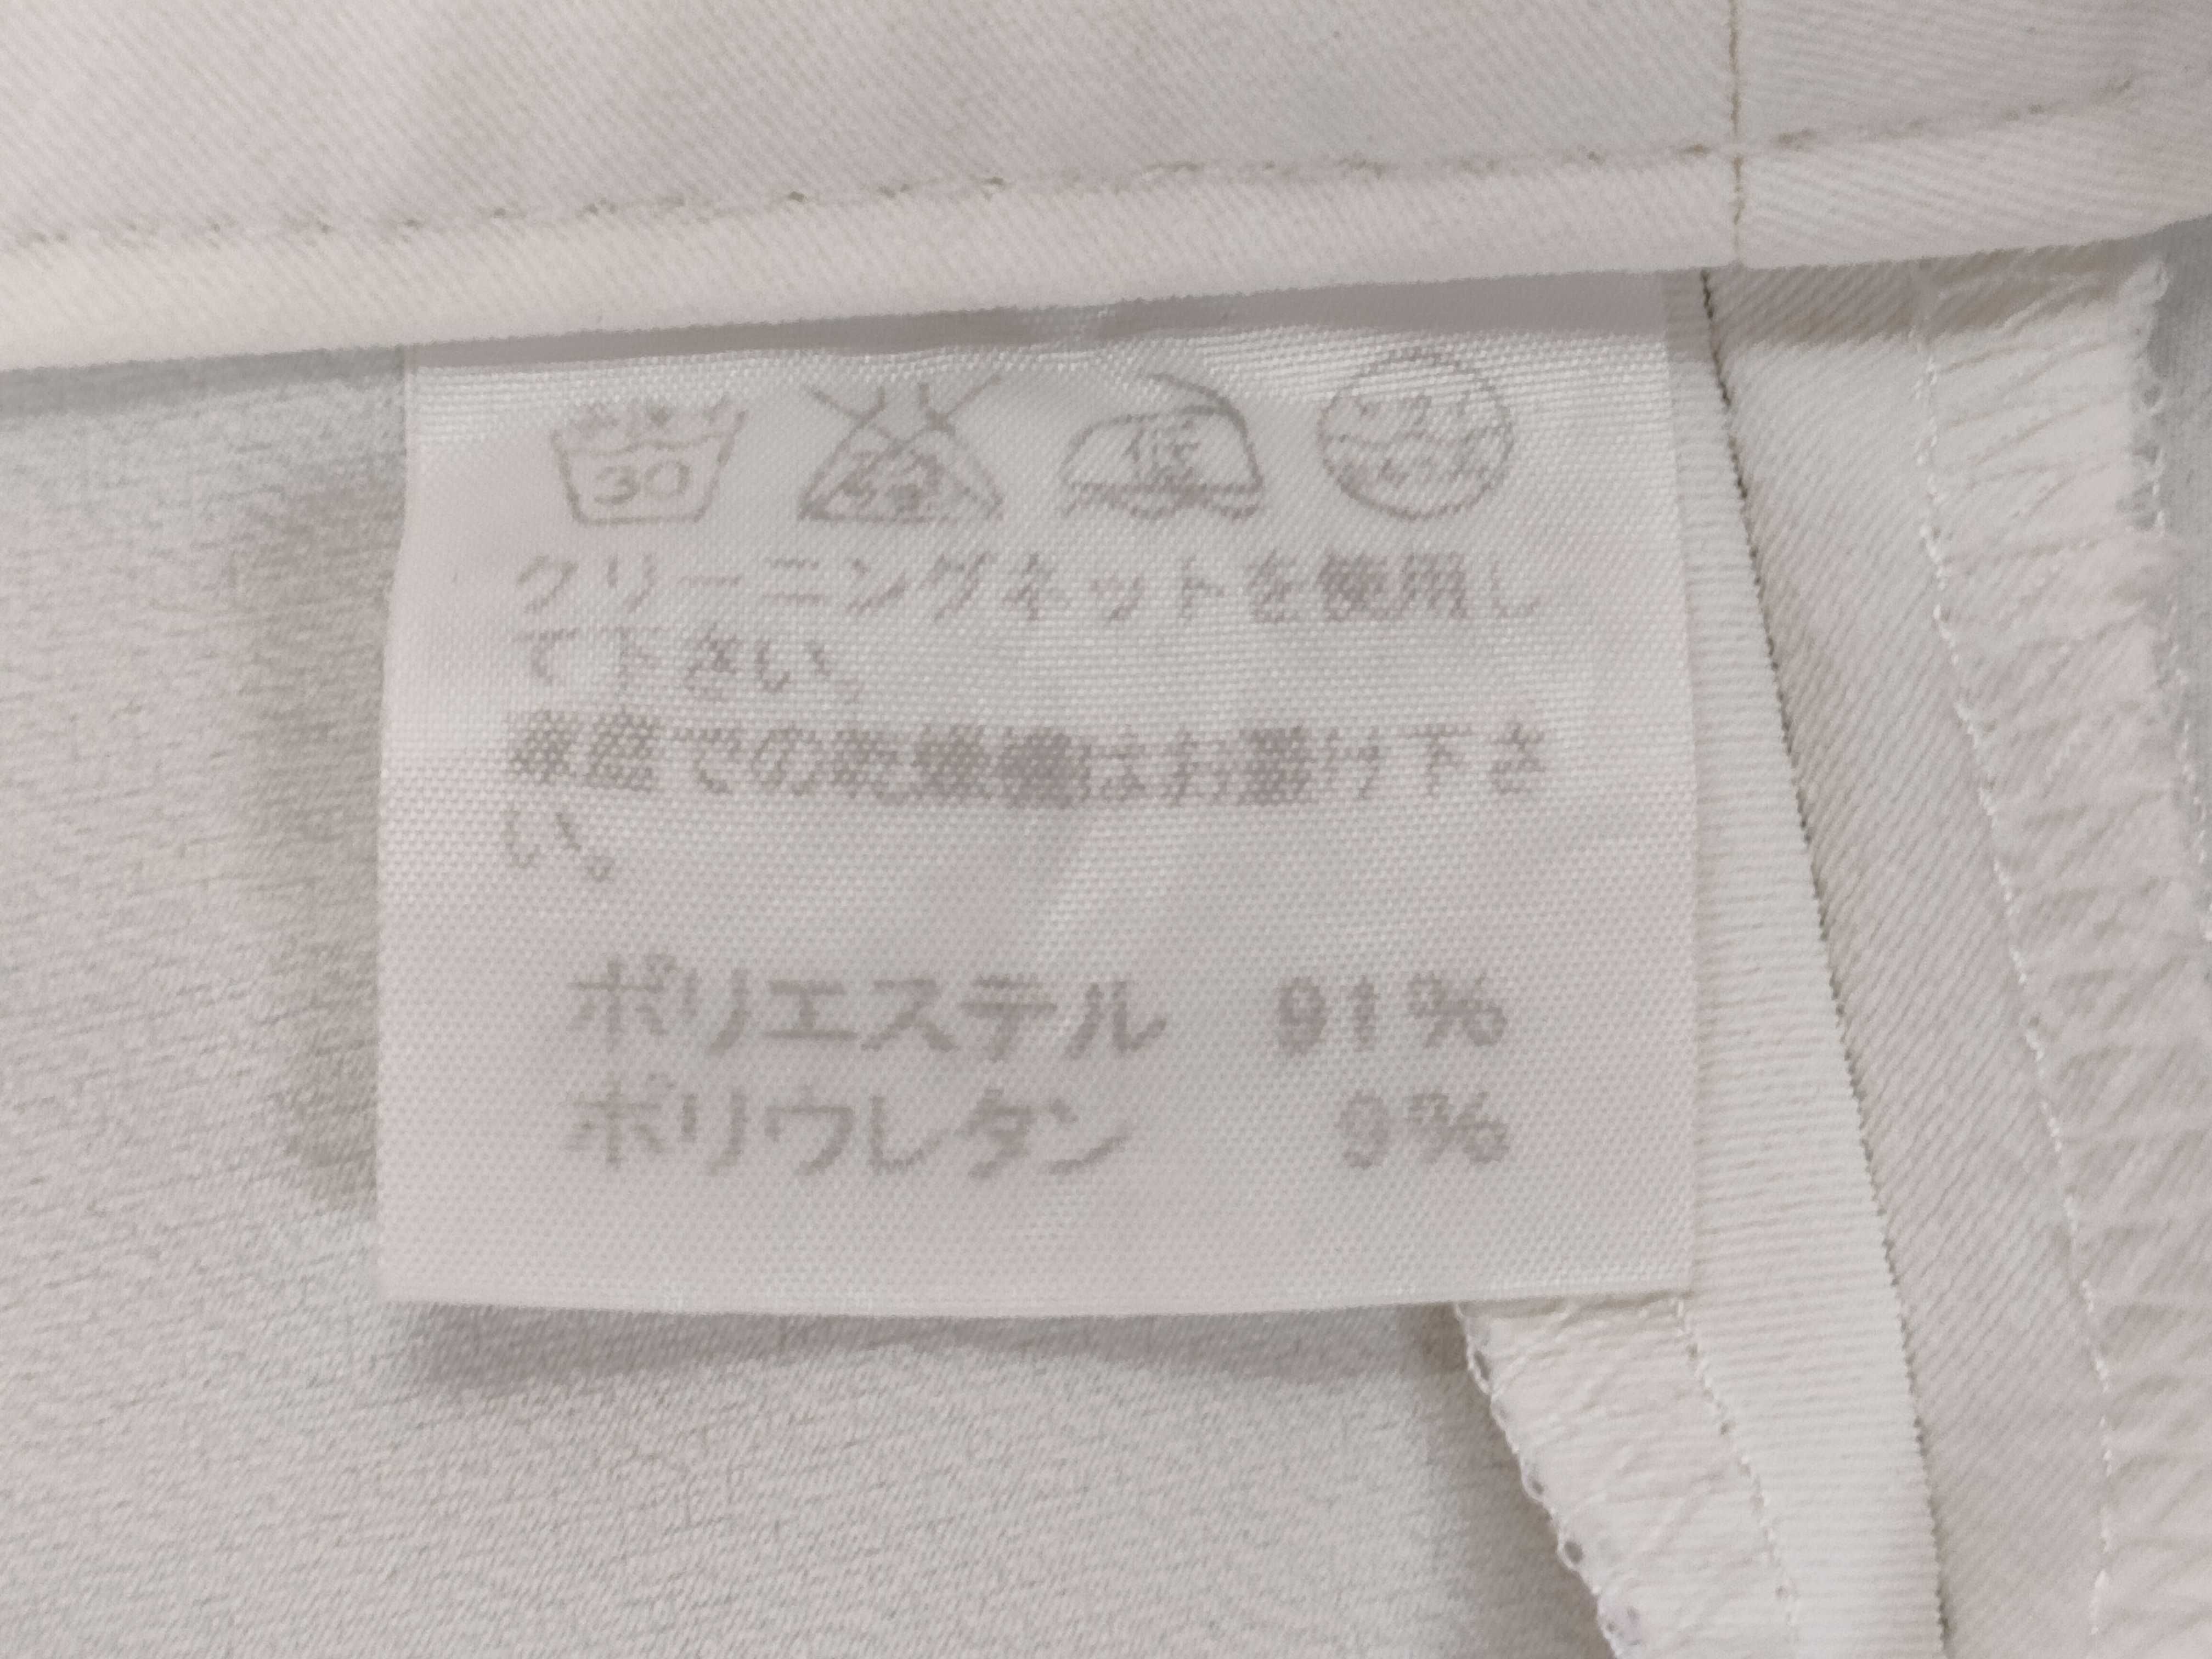 30 低
クリーニングネットを使用し
て下さい。
家庭での乾燥機はお避け下さ
い。
ポリエステル 91%
ポリウレタン 9%